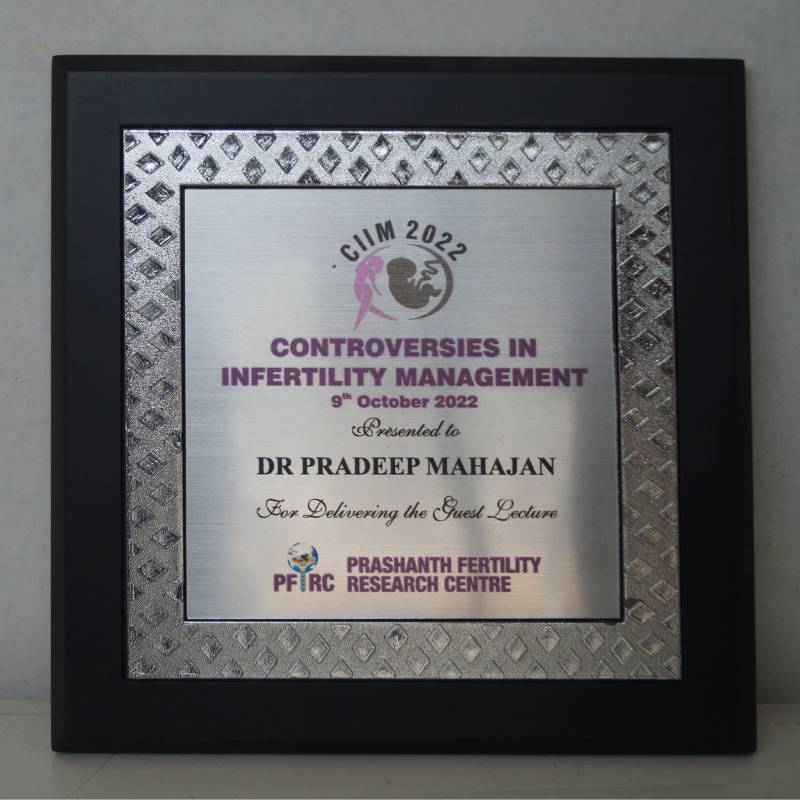 CIIM 2022
CONTROVERSIES IN
INFERTILITY MANAGEMENT
9th October 2022
Presented to
DR PRADEEP MAHAJAN
For Delivering the Guest Lecture
PFRC PRASHANTH FERTILITY
RESEARCH CENTRE